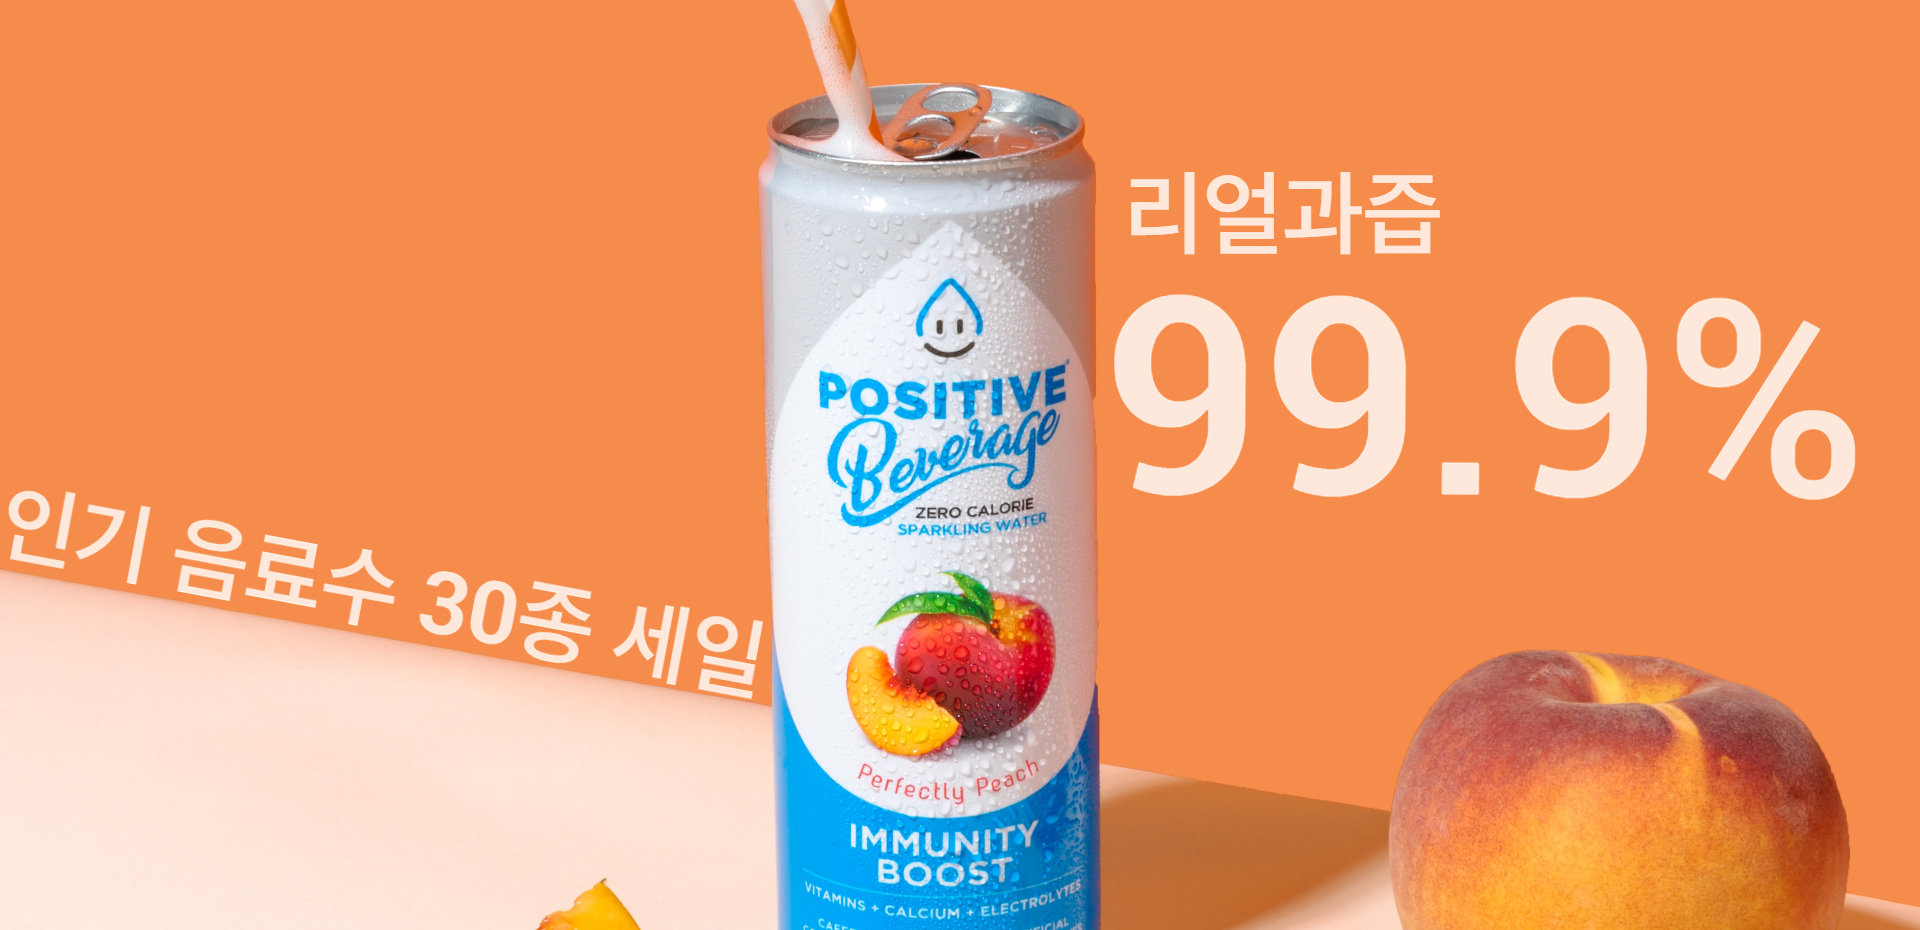 리얼과즙
99.9%
인기 음료수 30종 세일
POSITIVE
Beverage
ZERO CALORIE
SPARKLING WATER
Perfectly Peach
IMMUNITY
BOOST
VITAMINS + CALCIUM + ELECTROLYTES